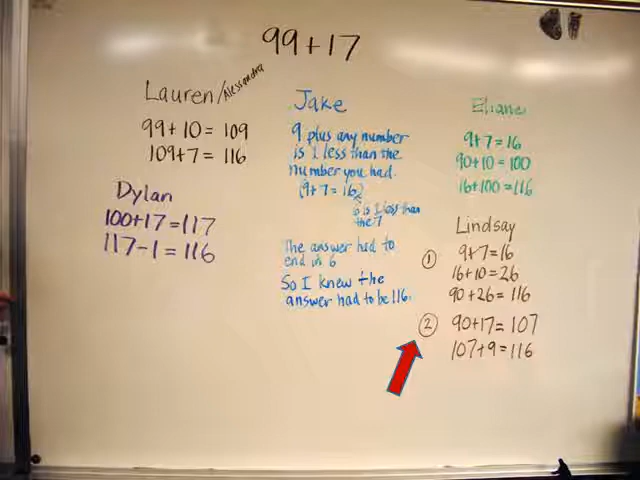 99+17
Lauren/Alessandra
99+10 = 109
109+7 = 116
Dylan
100+17=117
117-1=116
Jake
9 plus any number
is 1 less than the
number you had.
(9+7=16)
6 is 1 less than
the 7
The answer had to
end in 6
So I knew the
answer had to be 116.
Eliane
9+7=16
90+10=100
16+100=116
Lindsay
① 9+7=16
16+10=26
90+26=116
② 90+17=107
107+9=116